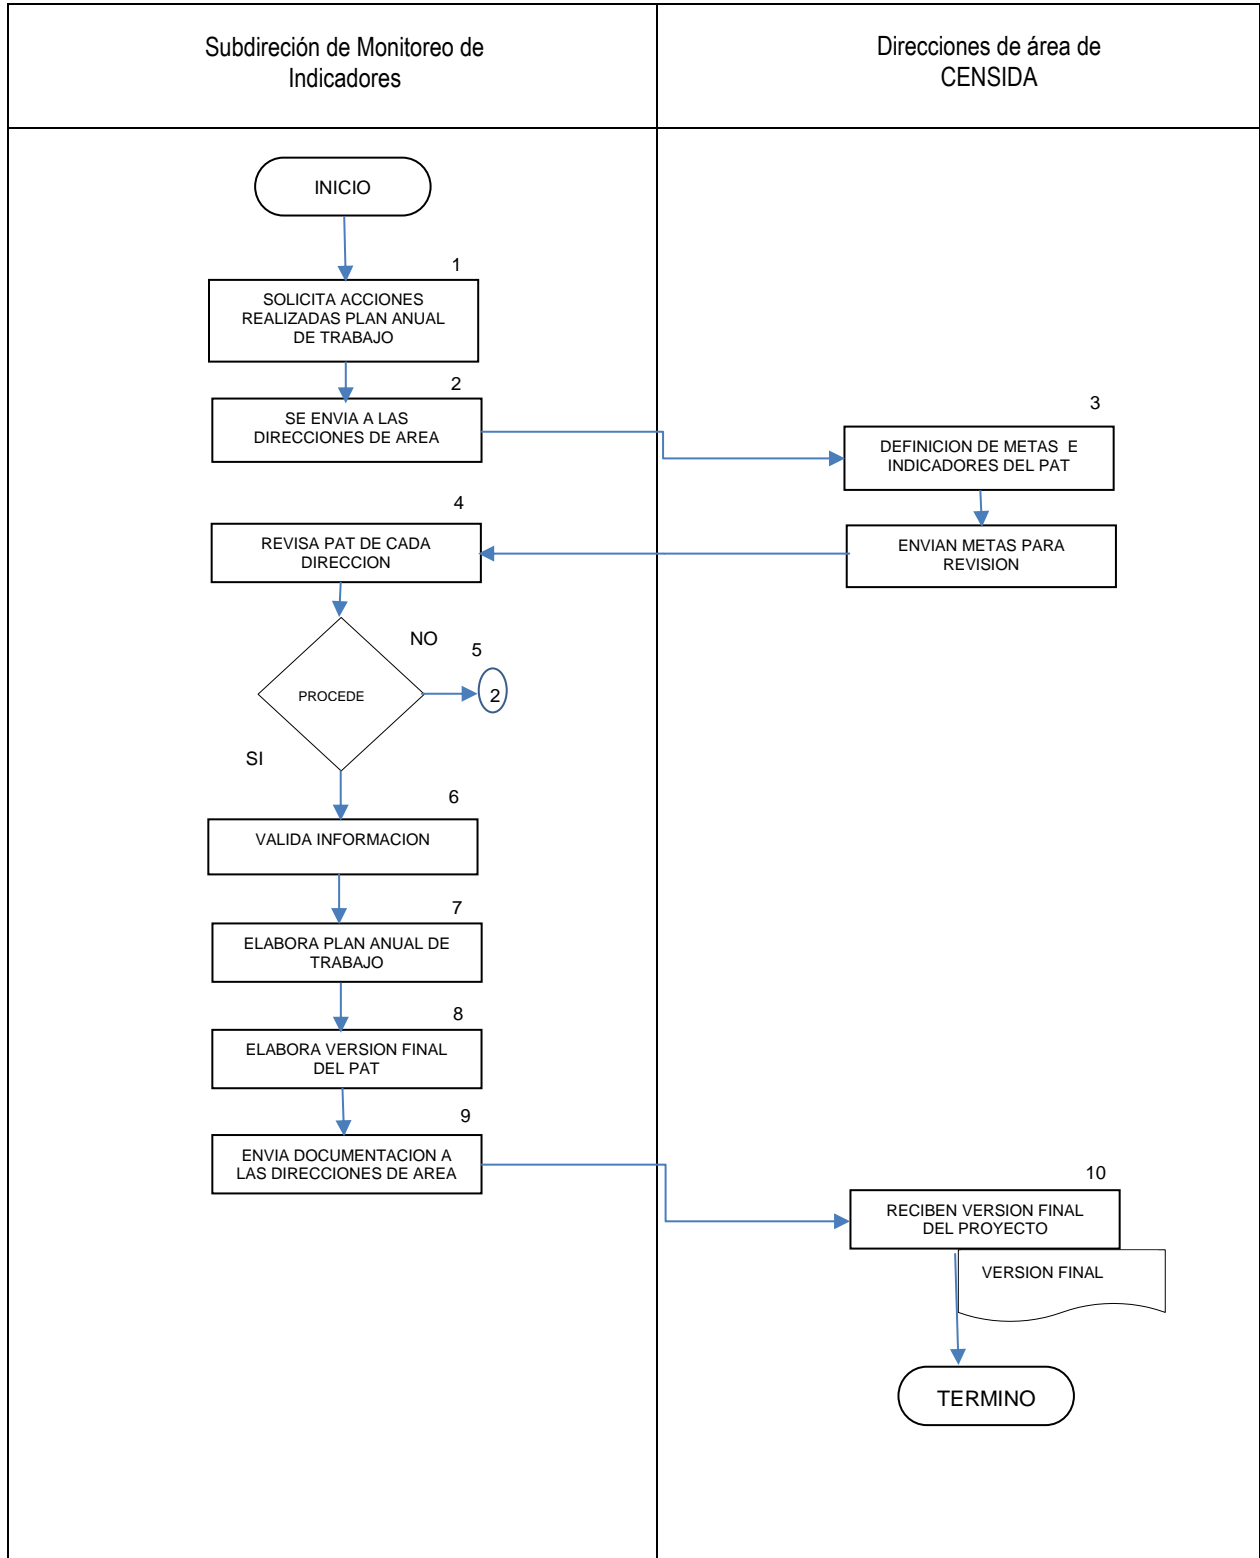 Subdireción de Monitoreo de
Indicadores
Direcciones de área de
CENSIDA
INICIO
1
SOLICITA ACCIONES
REALIZADAS PLAN ANUAL
DE TRABAJO
2
SE ENVIA A LAS
DIRECCIONES DE AREA
3
DEFINICION DE METAS E
INDICADORES DEL PAT
ENVIAN METAS PARA
REVISION
4
REVISA PAT DE CADA
DIRECCION
PROCEDE
NO
5
2
SI
6
VALIDA INFORMACION
7
ELABORA PLAN ANUAL DE
TRABAJO
8
ELABORA VERSION FINAL
DEL PAT
9
ENVIA DOCUMENTACION A
LAS DIRECCIONES DE AREA
10
RECIBEN VERSION FINAL
DEL PROYECTO
VERSION FINAL
TERMINO